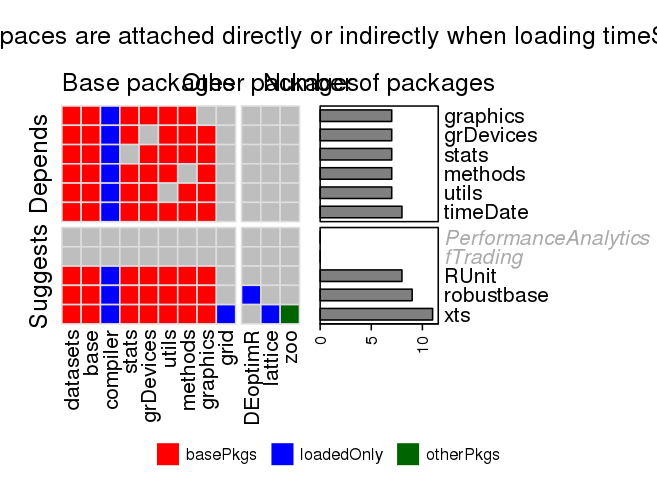 paces are attached directly or indirectly when loading timeS
Base packages
Other packages
Number of packages
Depends
Suggests
graphics
grDevices
stats
methods
utils
timeDate
PerformanceAnalytics
fTrading
RUnit
robustbase
xts
0 5 10
datasets
base
compiler
stats
grDevices
utils
methods
graphics
grid
DEoptimR
lattice
zoo
basePkgs loadedOnly otherPkgs